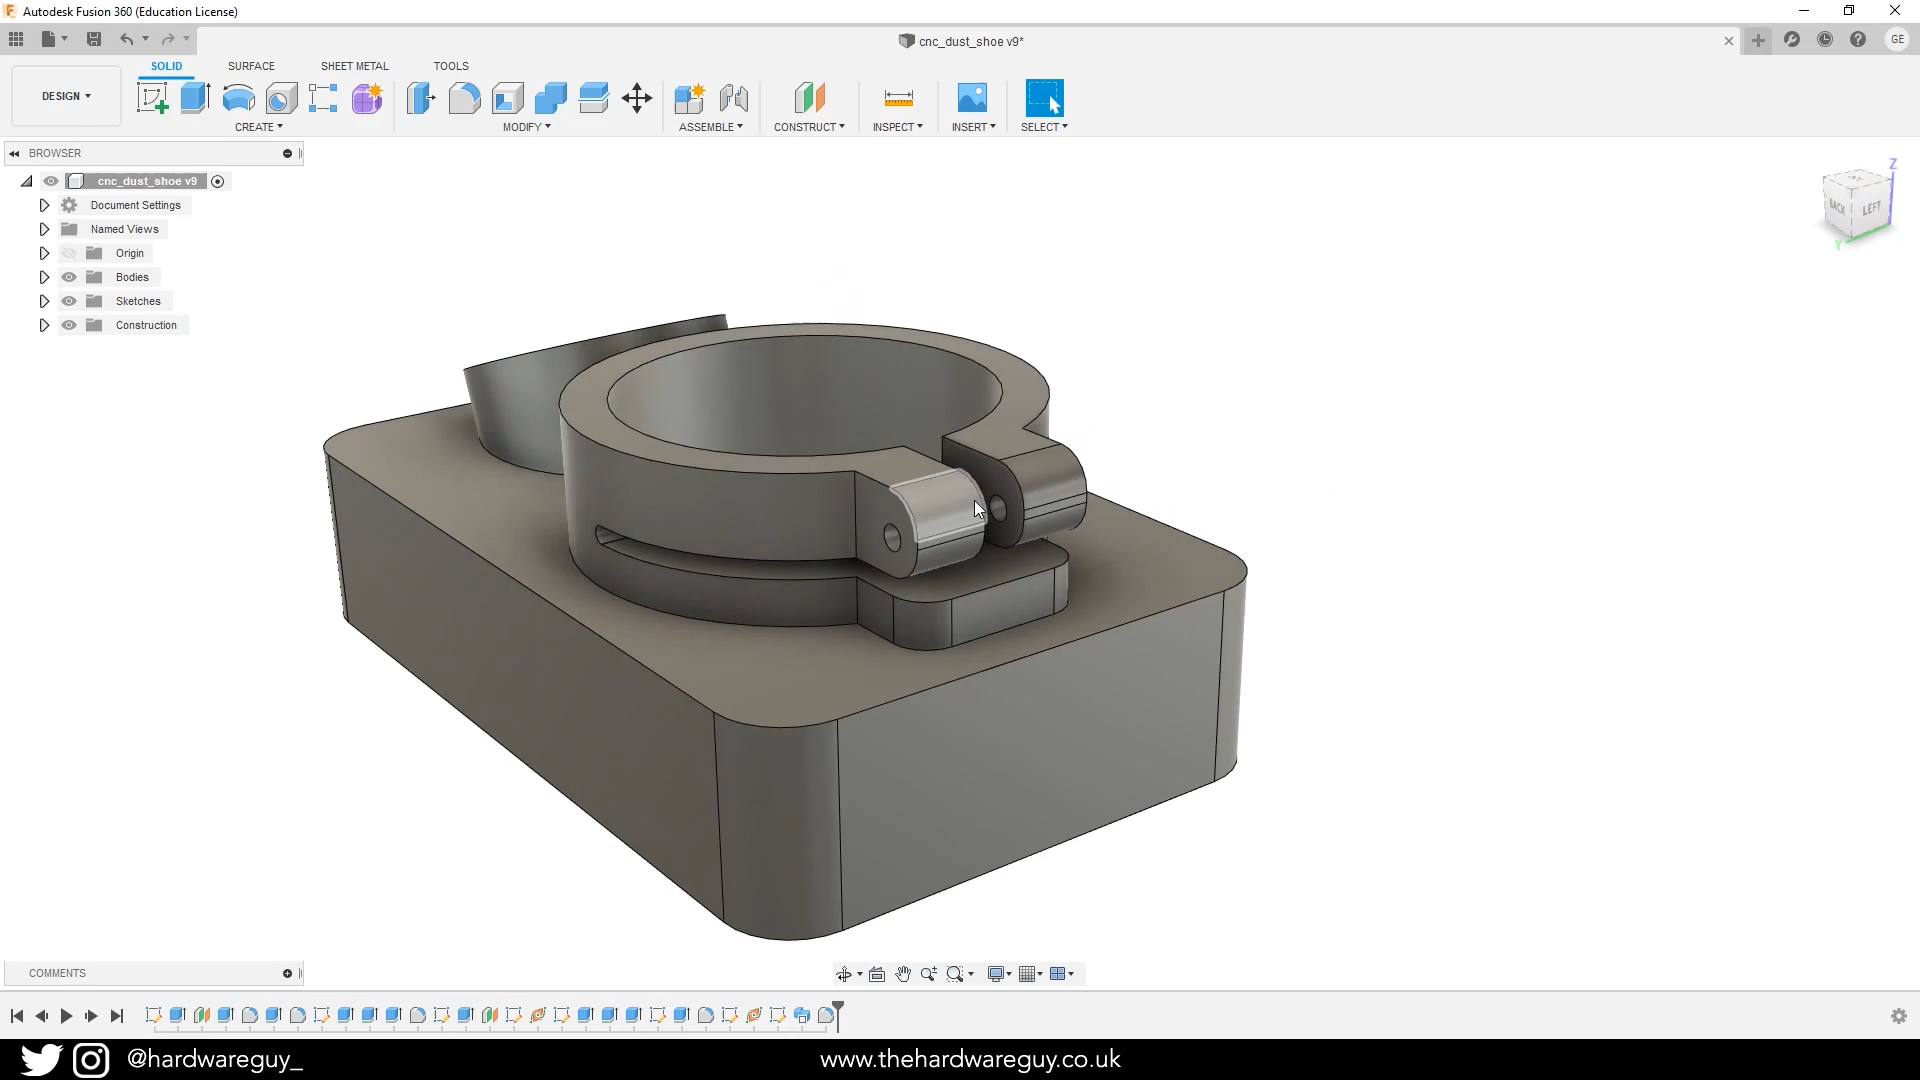 Autodesk Fusion 360 (Education License)
cnc_dust_shoe v9*
GE
DESIGN
SOLID
SURFACE
SHEET METAL
TOOLS
CREATE
MODIFY
ASSEMBLE
CONSTRUCT
INSPECT
INSERT
SELECT
BROWSER
cnc_dust_shoe v9
Document Settings
Named Views
Origin
Bodies
Sketches
Construction
Z
BACK
LEFT
Y
COMMENTS
@hardwareguy_
www.thehardwareguy.co.uk